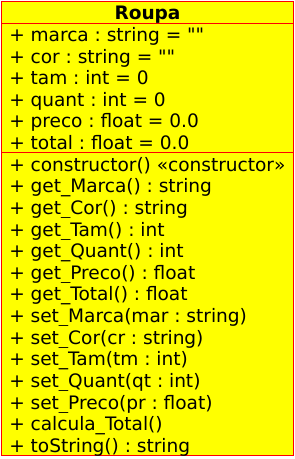 Roupa
+ marca : string = ""
+ cor : string = ""
+ tam : int = 0
+ quant : int = 0
+ preco : float = 0.0
+ total : float = 0.0
+ constructor() «constructor»
+ get_Marca() : string
+ get_Cor() : string
+ get_Tam() : int
+ get_Quant() : int
+ get_Preco() : float
+ get_Total() : float
+ set_Marca(mar : string)
+ set_Cor(cr : string)
+ set_Tam(tm : int)
+ set_Quant(qt : int)
+ set_Preco(pr : float)
+ calcula_Total()
+ toString() : string